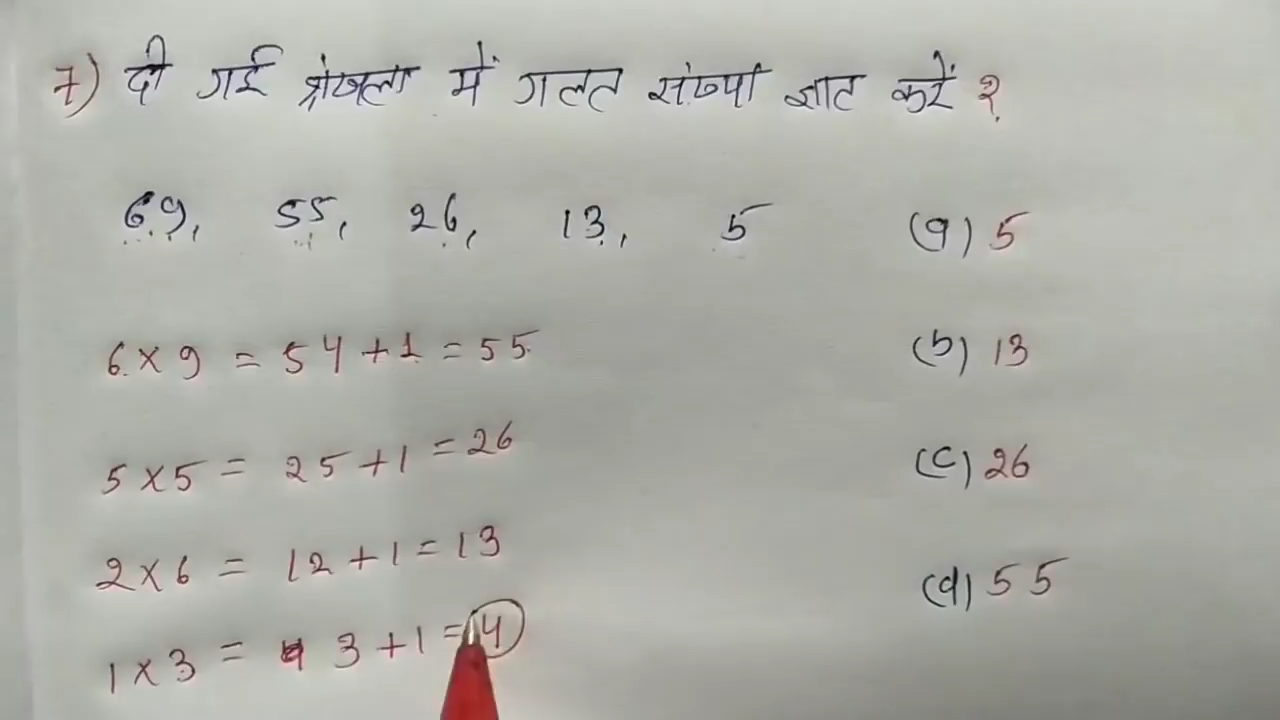 7) दी गई श्रंखला में गलत संख्या ज्ञात करें ?
69, 55, 26, 13, 5
(a) 5
6 × 9 = 54 + 1 = 55
(b) 13
5 × 5 = 25 + 1 = 26
(c) 26
2 × 6 = 12 + 1 = 13
(d) 55
1 × 3 = 3 + 1 = 4